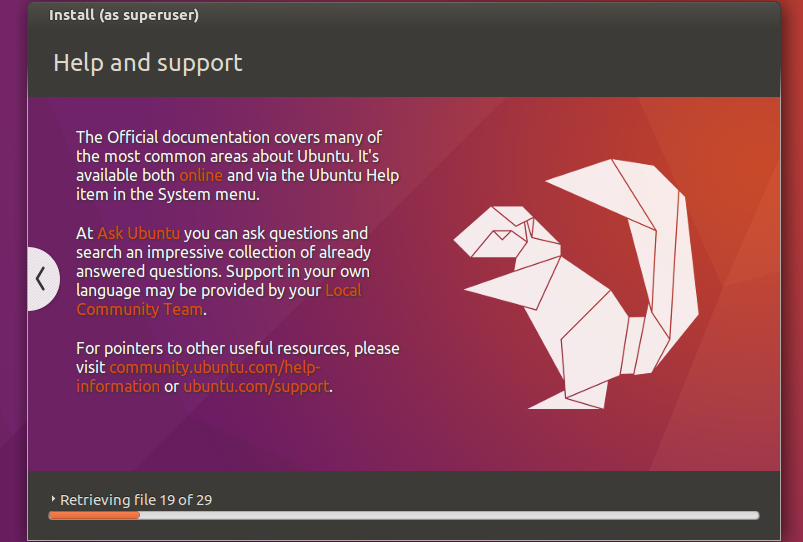 Install (as superuser)
Help and support
The Official documentation covers many of
the most common areas about Ubuntu. It's
available both online and via the Ubuntu Help
item in the System menu.
At Ask Ubuntu you can ask questions and
search an impressive collection of already
answered questions. Support in your own
language may be provided by your Local
Community Team.
For pointers to other useful resources, please
visit community.ubuntu.com/help-
information or ubuntu.com/support.
Retrieving file 19 of 29